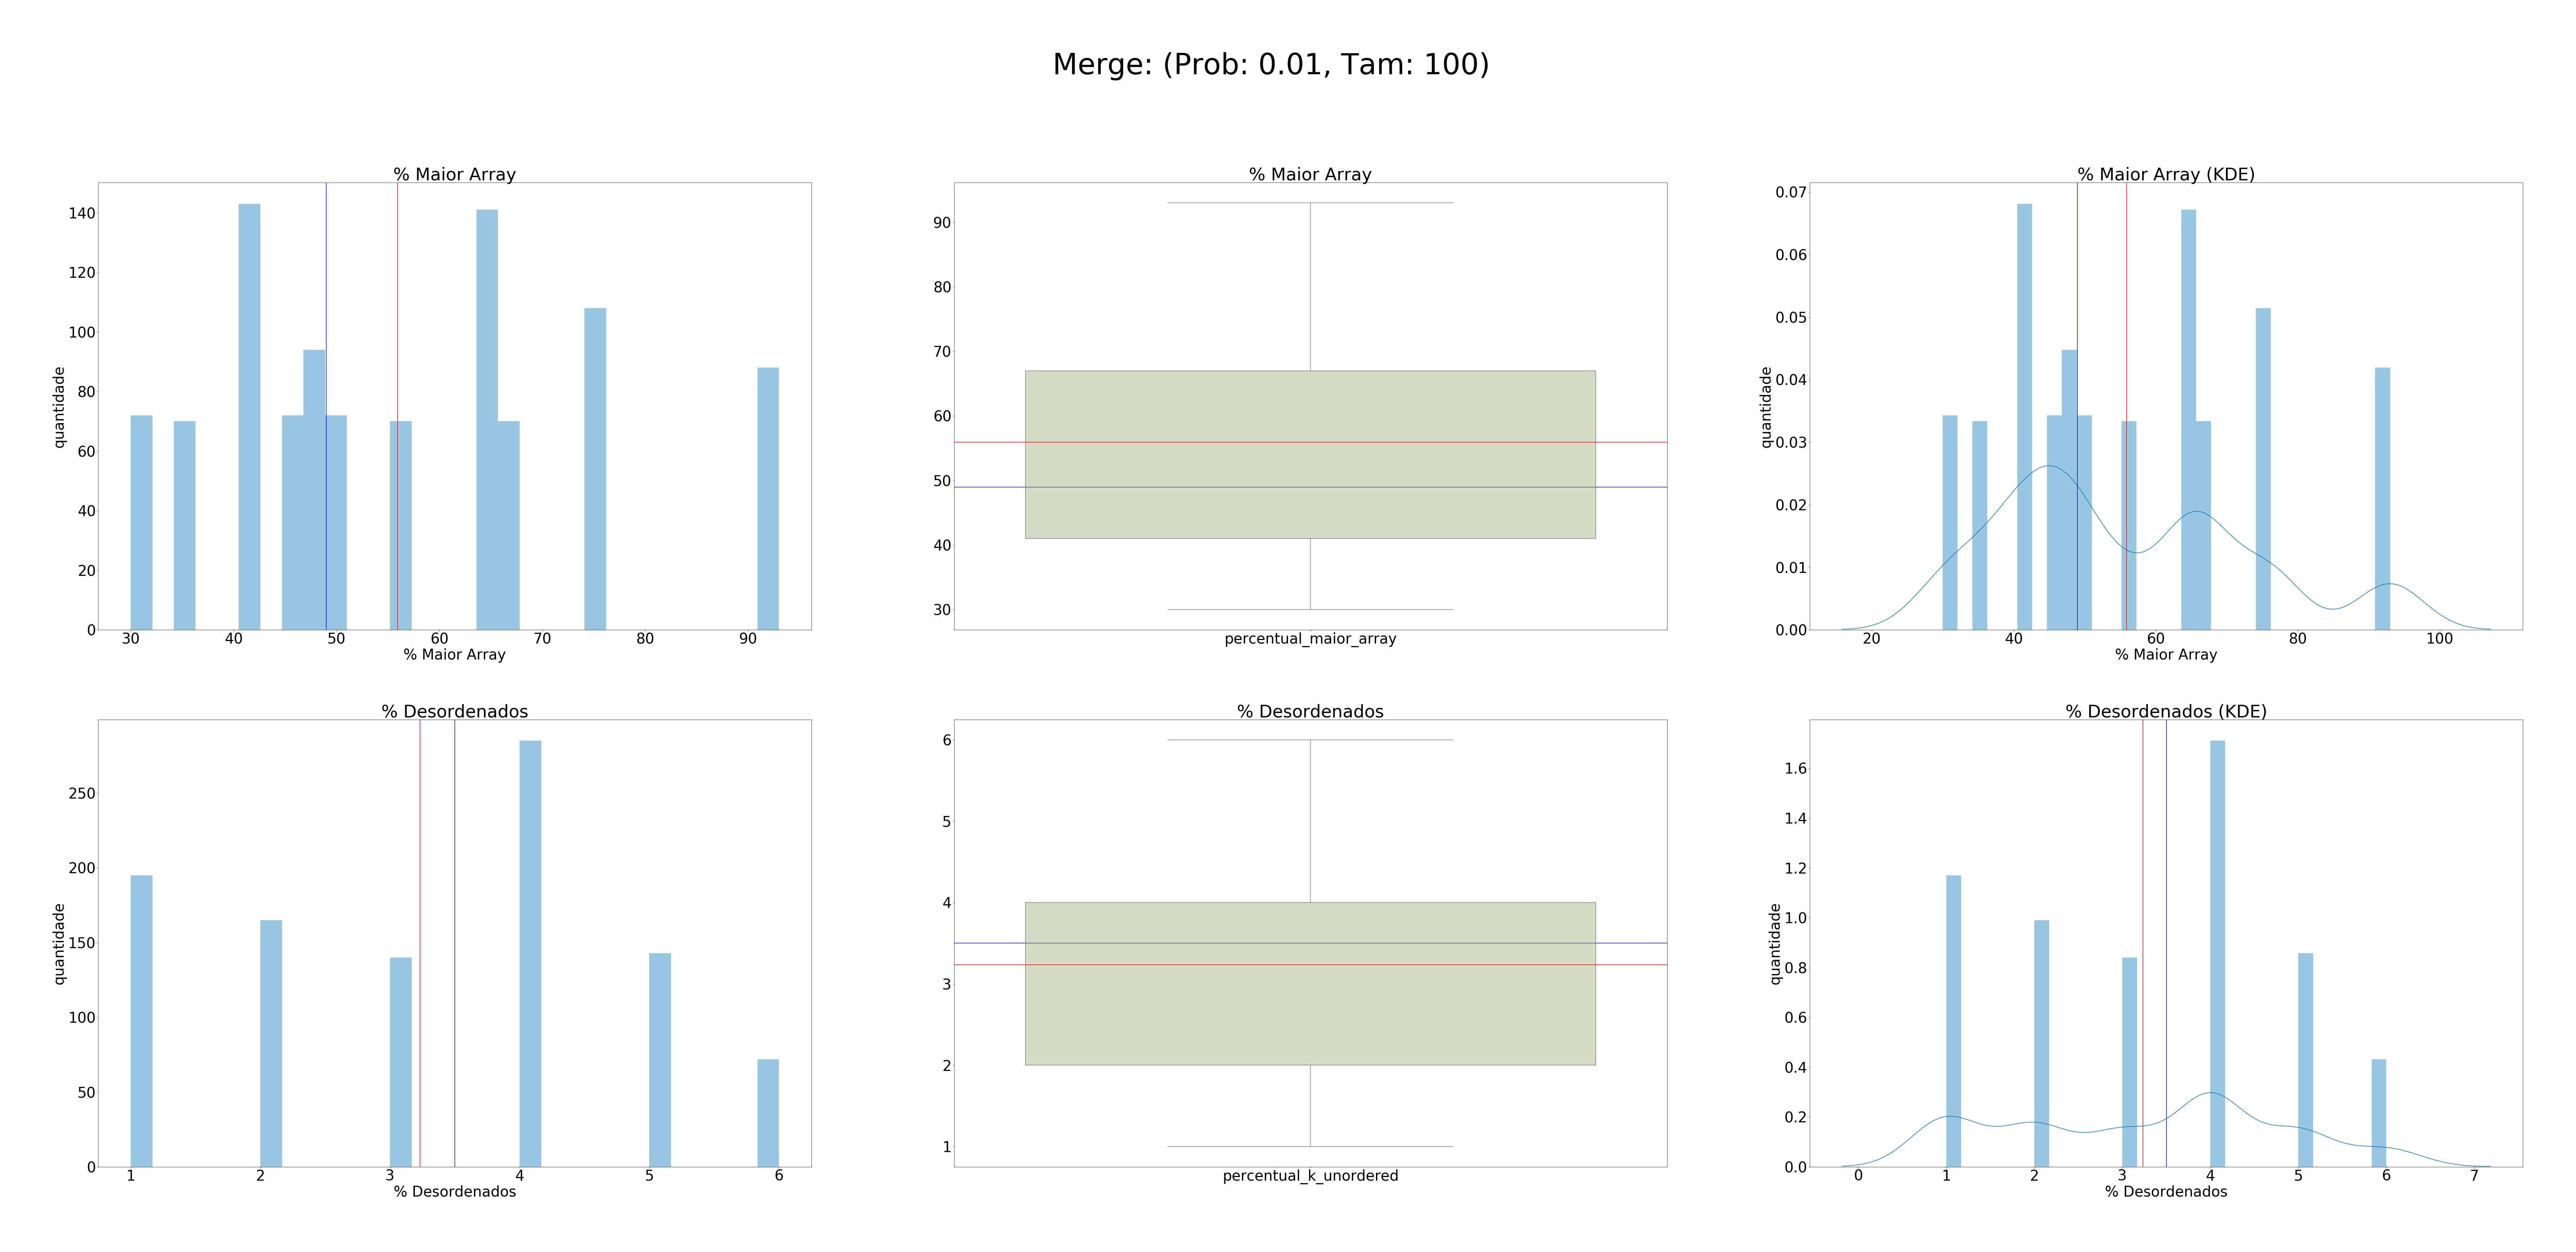 Merge: (Prob: 0.01, Tam: 100)
% Maior Array
quantidade
140
120
100
80
60
40
20
0
30 40 50 60 70 80 90
% Maior Array
% Maior Array
90
80
70
60
50
40
30
percentual_maior_array
% Maior Array (KDE)
quantidade
0.07
0.06
0.05
0.04
0.03
0.02
0.01
0.00
20 40 60 80 100
% Maior Array
% Desordenados
quantidade
250
200
150
100
50
0
1 2 3 4 5 6
% Desordenados
% Desordenados
6
5
4
3
2
1
percentual_k_unordered
% Desordenados (KDE)
quantidade
1.6
1.4
1.2
1.0
0.8
0.6
0.4
0.2
0.0
0 1 2 3 4 5 6 7
% Desordenados